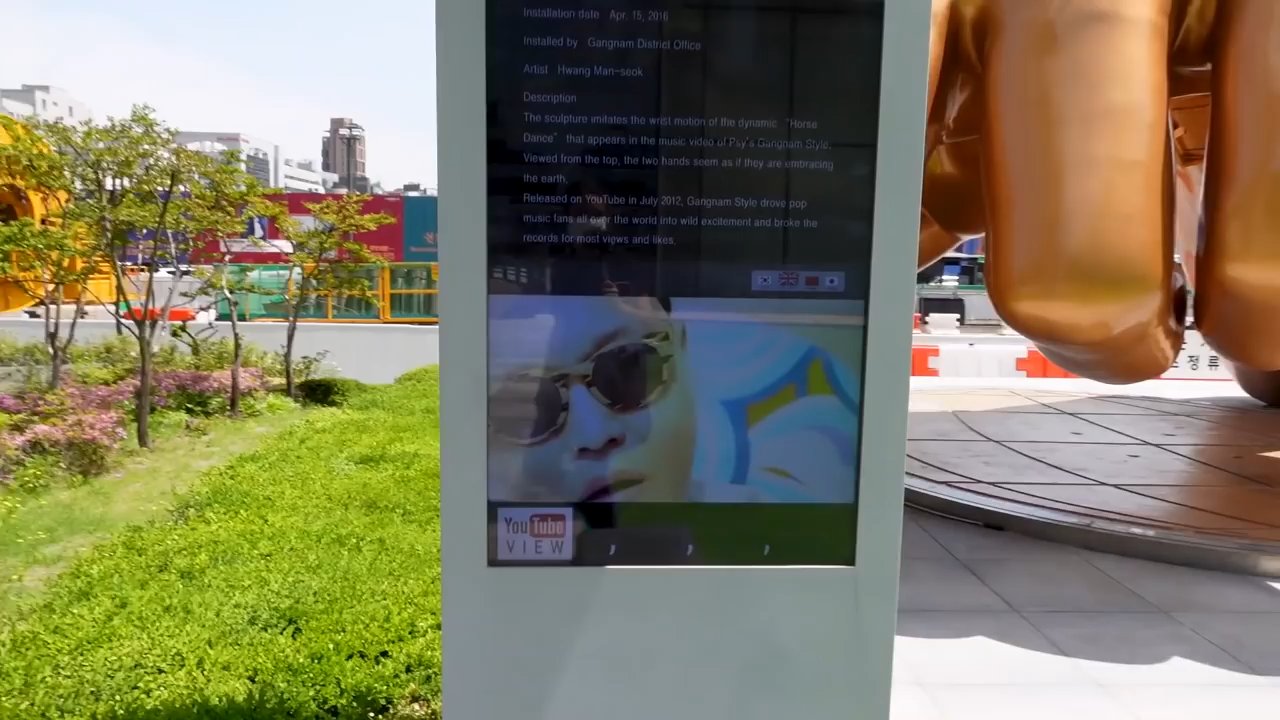 Installation date Apr. 15, 2016
Installed by Gangnam District Office
Artist Hwang Man-seok
Description
The sculpture imitates the wrist motion of the dynamic "Horse
Dance" that appears in the music video of Psy's Gangnam Style.
Viewed from the top, the two hands seem as if they are embracing
the earth.
Released on YouTube in July 2012, Gangnam Style drove pop
music fans all over the world into wild excitement and broke the
records for most views and likes.
YouTube
VIEW
, , ,
정류